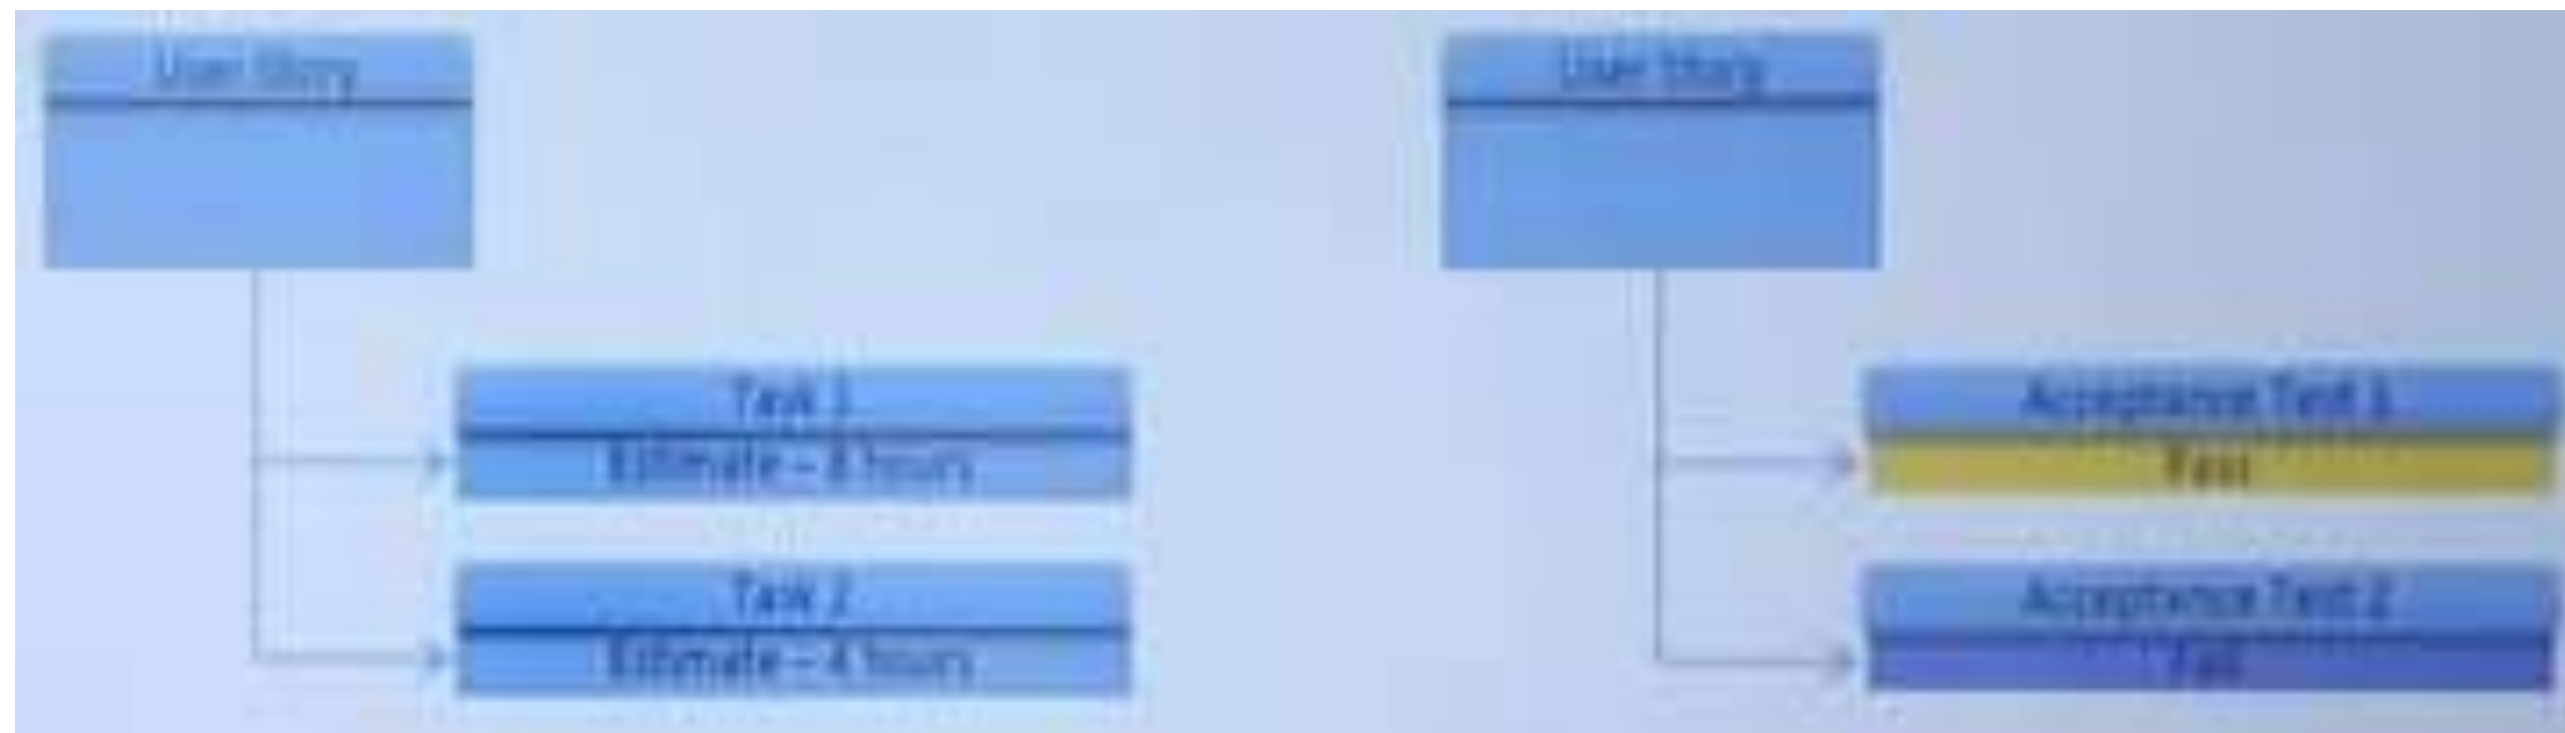 User Story
Task 1
Estimate - 8 hours
Task 2
Estimate - 4 hours
User Story
Acceptance Test 1
Acceptance Test 2
Fail